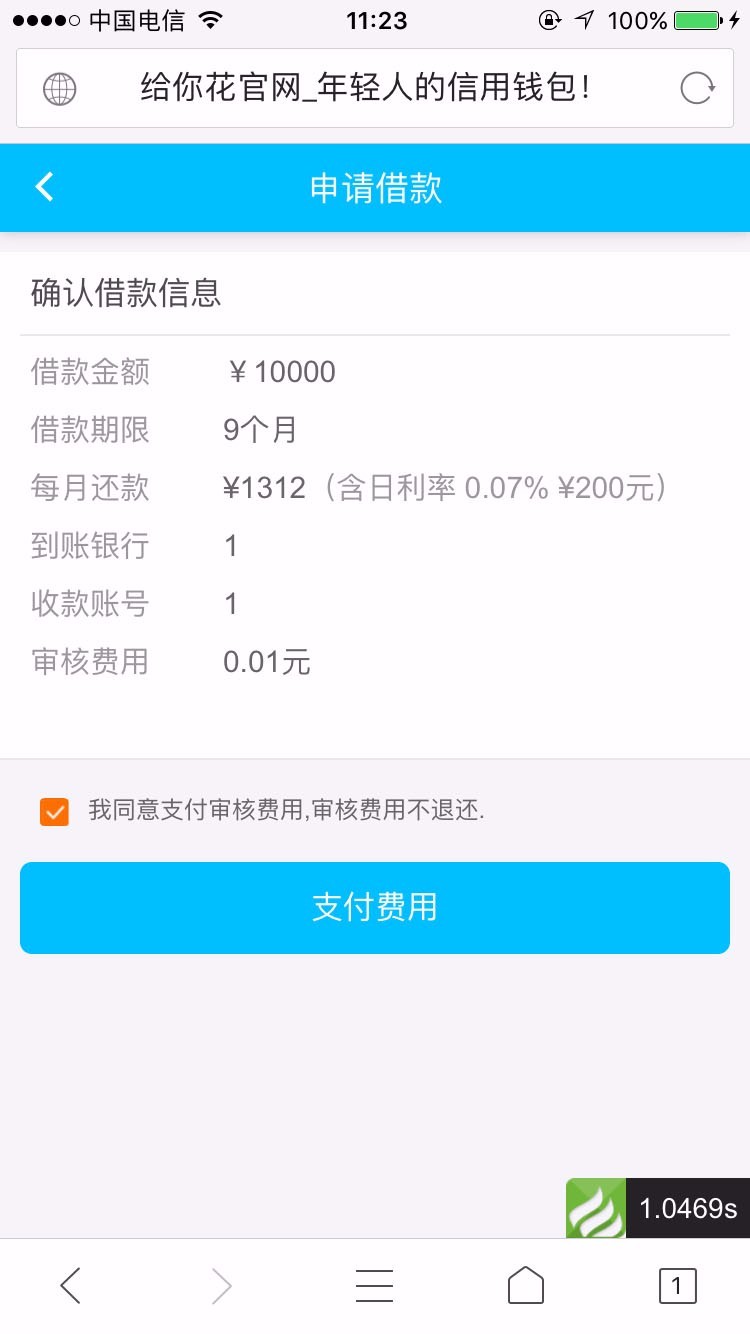 中国电信 11:23 100%
给你花官网_年轻人的信用钱包！
申请借款
确认借款信息
借款金额 ￥10000
借款期限 9个月
每月还款 ¥1312（含日利率 0.07% ¥200元）
到账银行 1
收款账号 1
审核费用 0.01元
我同意支付审核费用,审核费用不退还.
支付费用
1.0469s
1